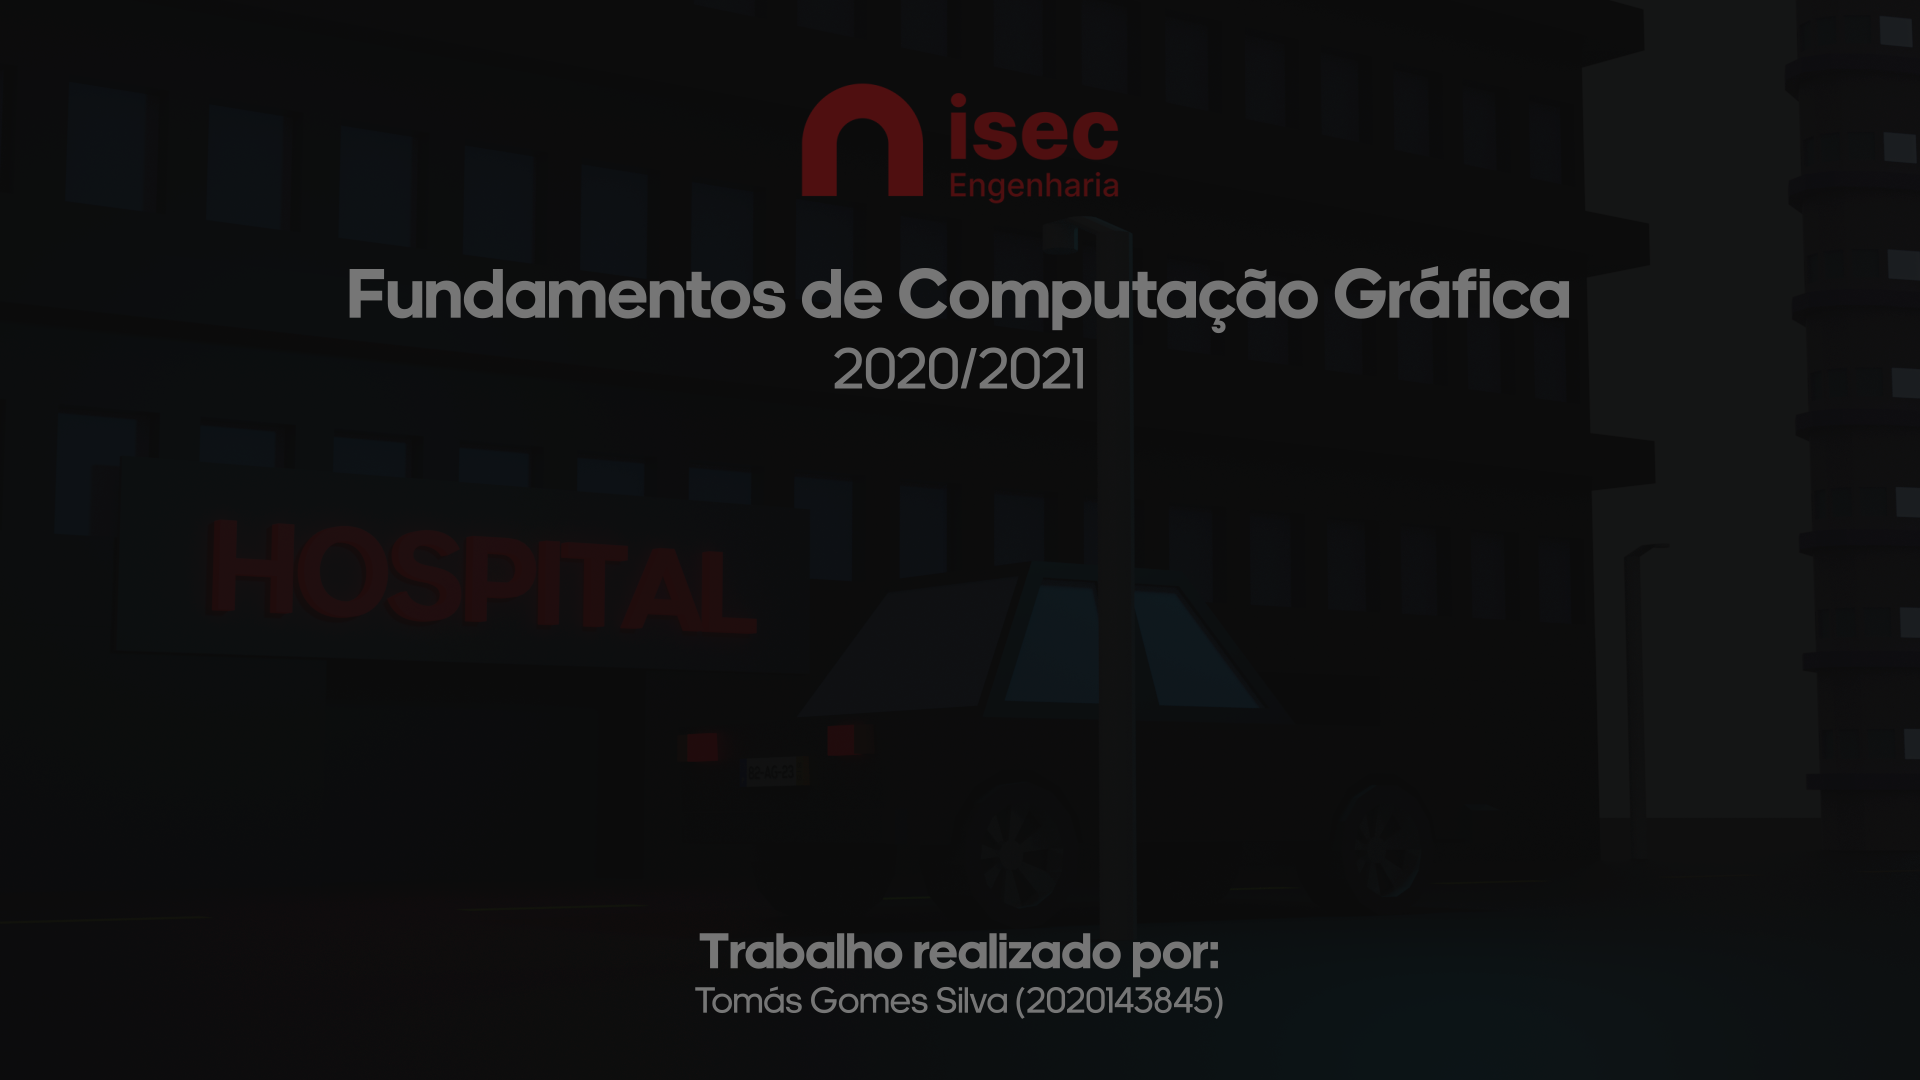 isec
Engenharia
Fundamentos de Computação Gráfica
2020/2021
HOSPITAL
Trabalho realizado por:
Tomás Gomes Silva (2020143845)